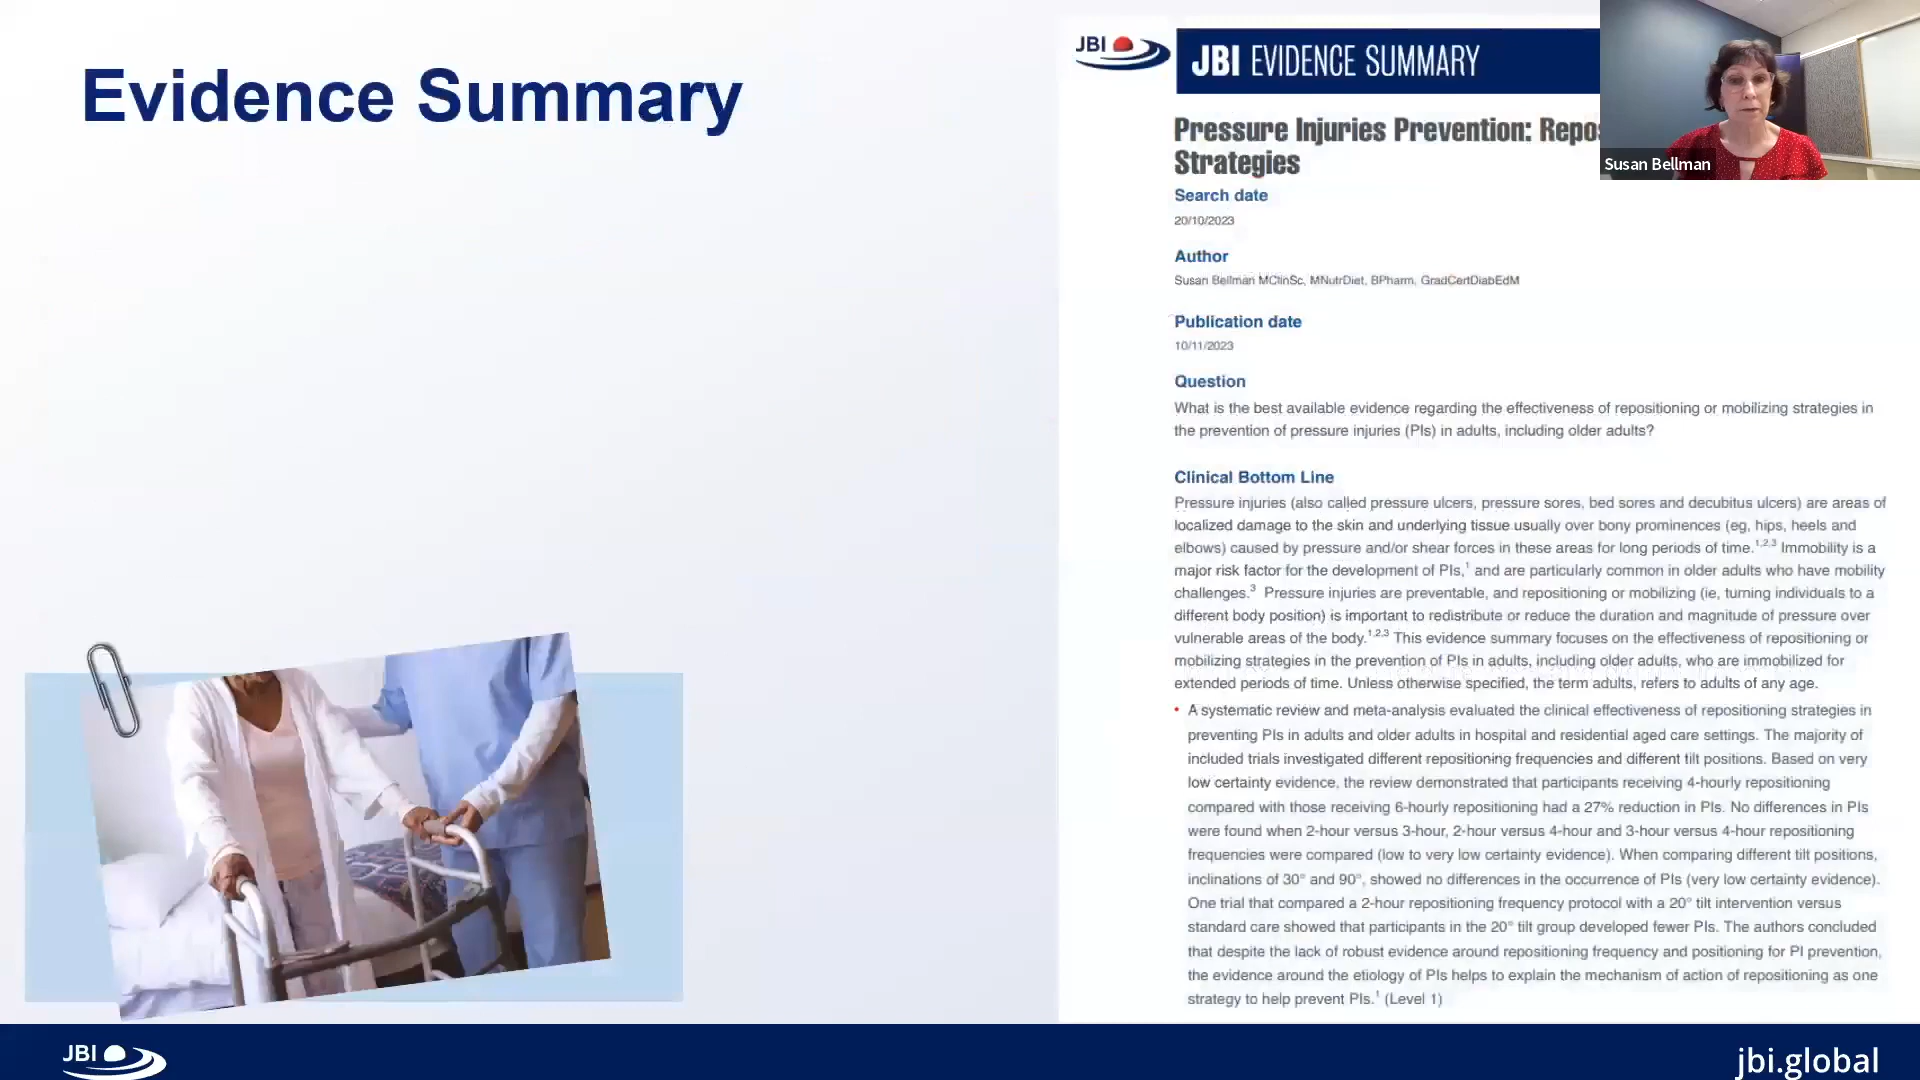 Evidence Summary
JBI
JBI EVIDENCE SUMMARY
Pressure Injuries Prevention:
Strategies
Search date
20/10/2023
Author
Susan Bellman MClinSc, MNutrDiet, BPharm, GradCertDiabEdM
Publication date
10/11/2023
Question
What is the best available evidence regarding the effectiveness of repositioning or mobilizing strategies in
the prevention of pressure injuries (PIs) in adults, including older adults?
Clinical Bottom Line
Pressure injuries (also called pressure ulcers, pressure sores, bed sores and decubitus ulcers) are areas of
localized damage to the skin and underlying tissue usually over bony prominences (eg, hips, heels and
elbows) caused by pressure and/or shear forces in these areas for long periods of time.1,2,3 Immobility is a
major risk factor for the development of PIs,1 and are particularly common in older adults who have mobility
challenges.3 Pressure injuries are preventable, and repositioning or mobilizing (ie, turning individuals to a
different body position) is important to redistribute or reduce the duration and magnitude of pressure over
vulnerable areas of the body.1,2,3 This evidence summary focuses on the effectiveness of repositioning or
mobilizing strategies in the prevention of PIs in adults, including older adults, who are immobilized for
extended periods of time. Unless otherwise specified, the term adults, refers to adults of any age.
• A systematic review and meta-analysis evaluated the clinical effectiveness of repositioning strategies in
preventing PIs in adults and older adults in hospital and residential aged care settings. The majority of
included trials investigated different repositioning frequencies and different tilt positions. Based on very
low certainty evidence, the review demonstrated that participants receiving 4-hourly repositioning
compared with those receiving 6-hourly repositioning had a 27% reduction in PIs. No differences in PIs
were found when 2-hour versus 3-hour, 2-hour versus 4-hour and 3-hour versus 4-hour repositioning
frequencies were compared (low to very low certainty evidence). When comparing different tilt positions,
inclinations of 30° and 90°, showed no differences in the occurrence of PIs (very low certainty evidence).
One trial that compared a 2-hour repositioning frequency protocol with a 20° tilt intervention versus
standard care showed that participants in the 20° tilt group developed fewer PIs. The authors concluded
that despite the lack of robust evidence around repositioning frequency and positioning for PI prevention,
the evidence around the etiology of PIs helps to explain the mechanism of action of repositioning as one
strategy to help prevent PIs.1 (Level 1)
Susan Bellman
JBI
jbi.global